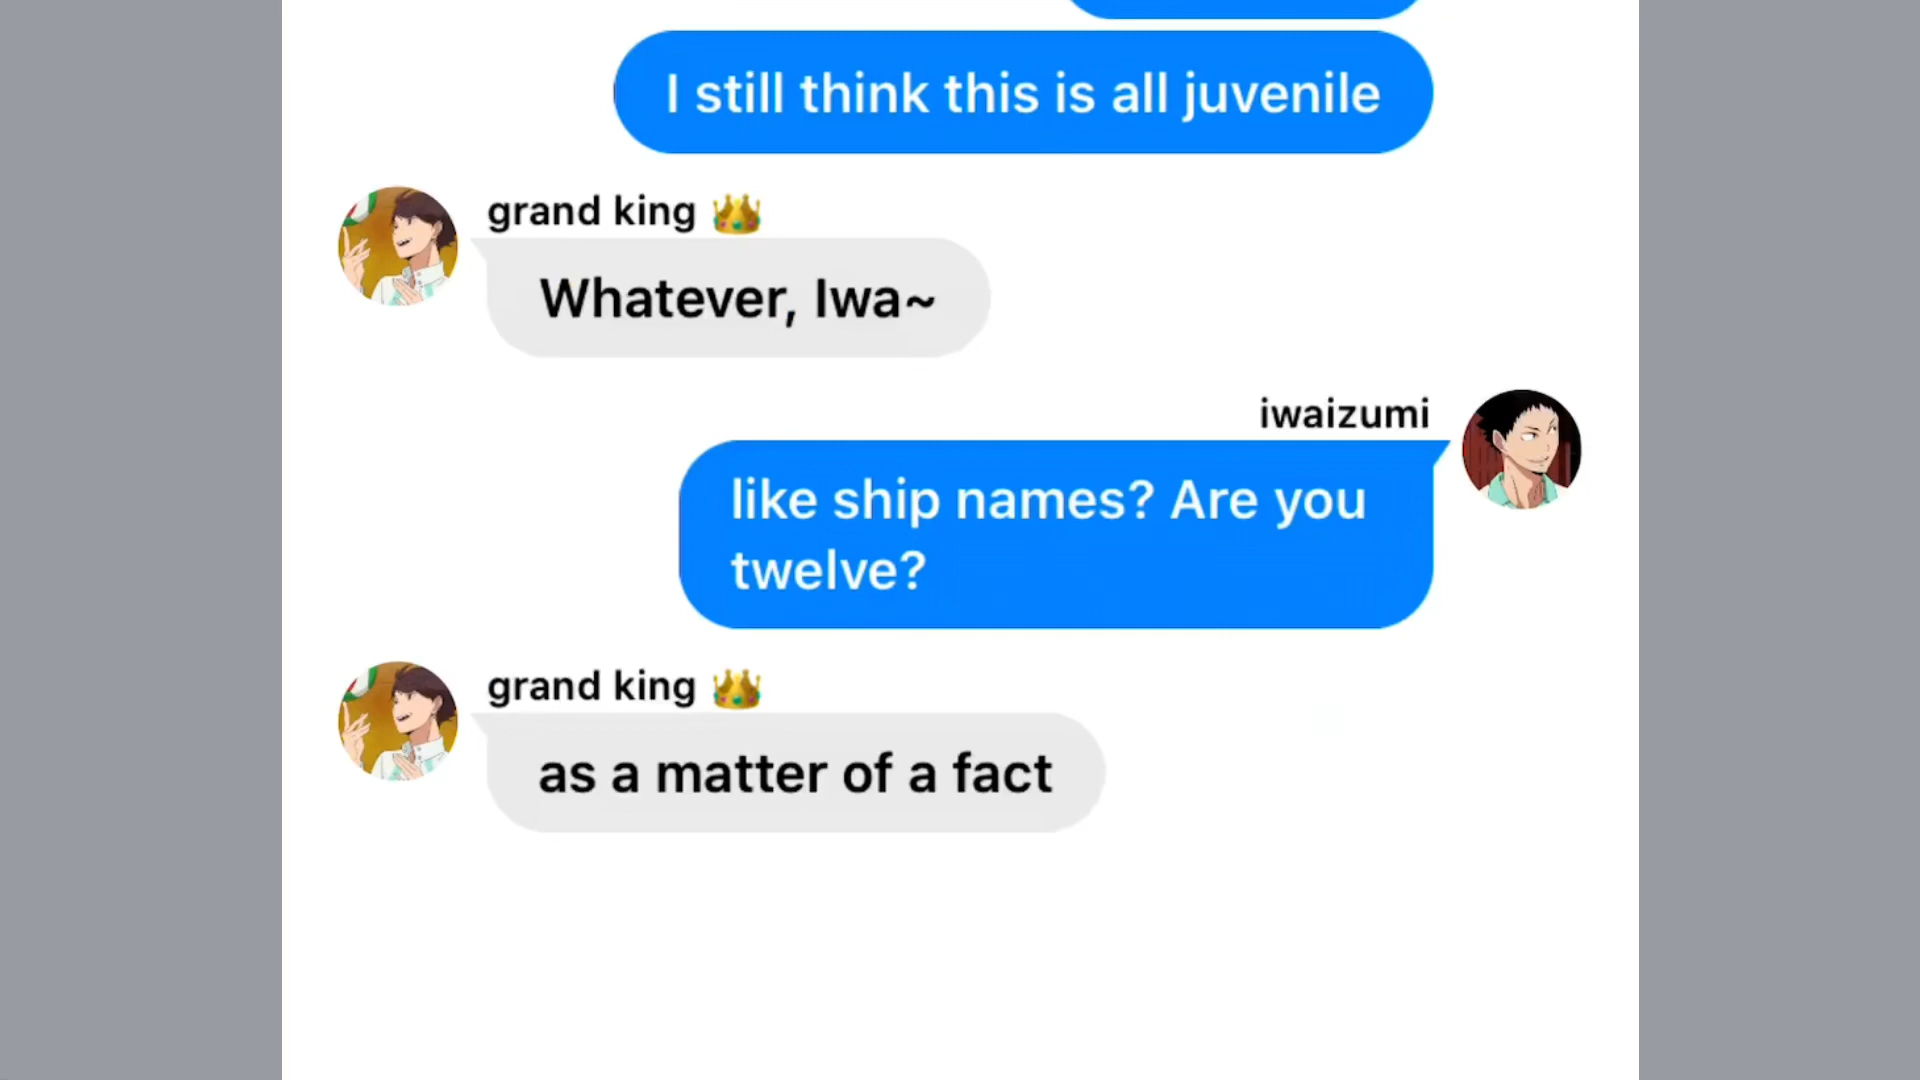 I still think this is all juvenile
grand king 👑
Whatever, Iwa~
iwaizumi
like ship names? Are you
twelve?
grand king 👑
as a matter of a fact